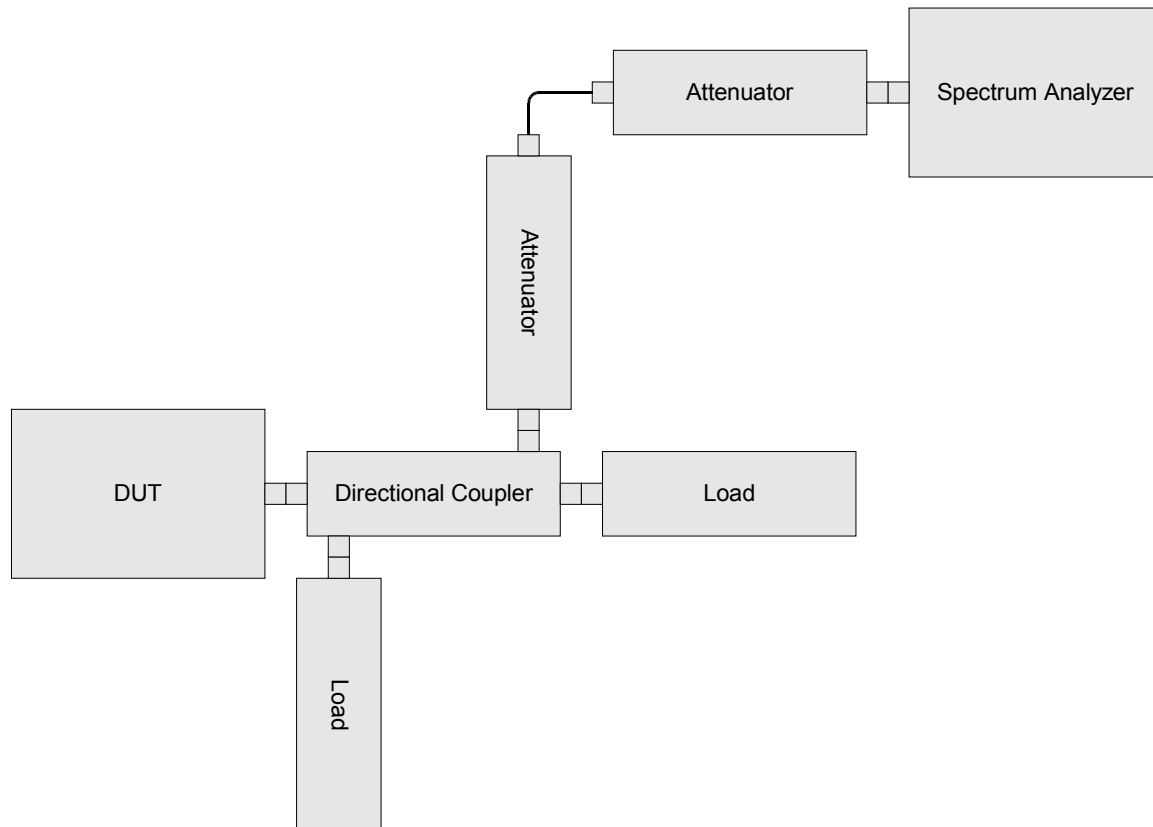 Attenuator
Spectrum Analyzer
Attenuator
DUT
Directional Coupler
Load
Load